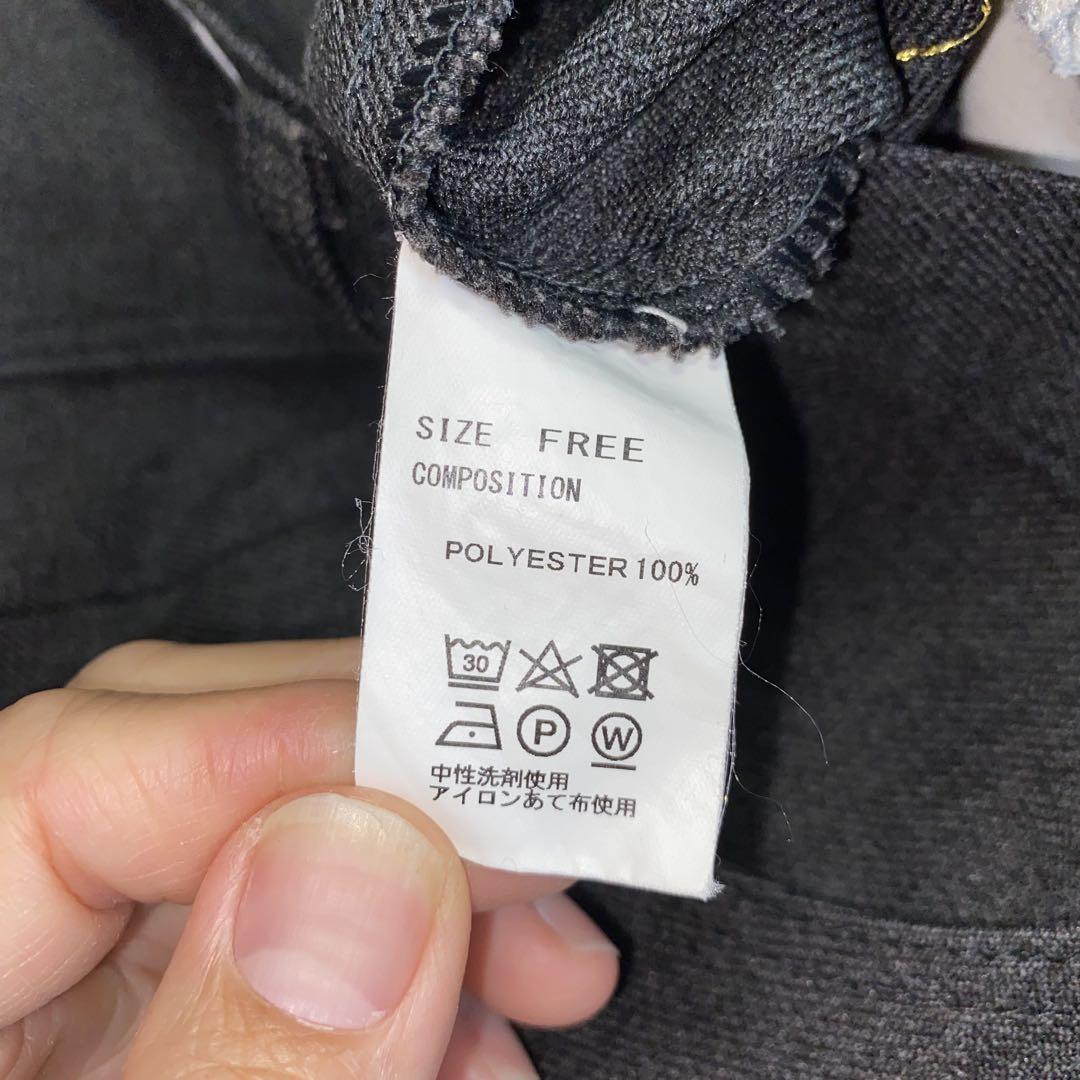 SIZE FREE
COMPOSITION
POLYESTER 100%
30
P W
中性洗剤使用
アイロンあて布使用